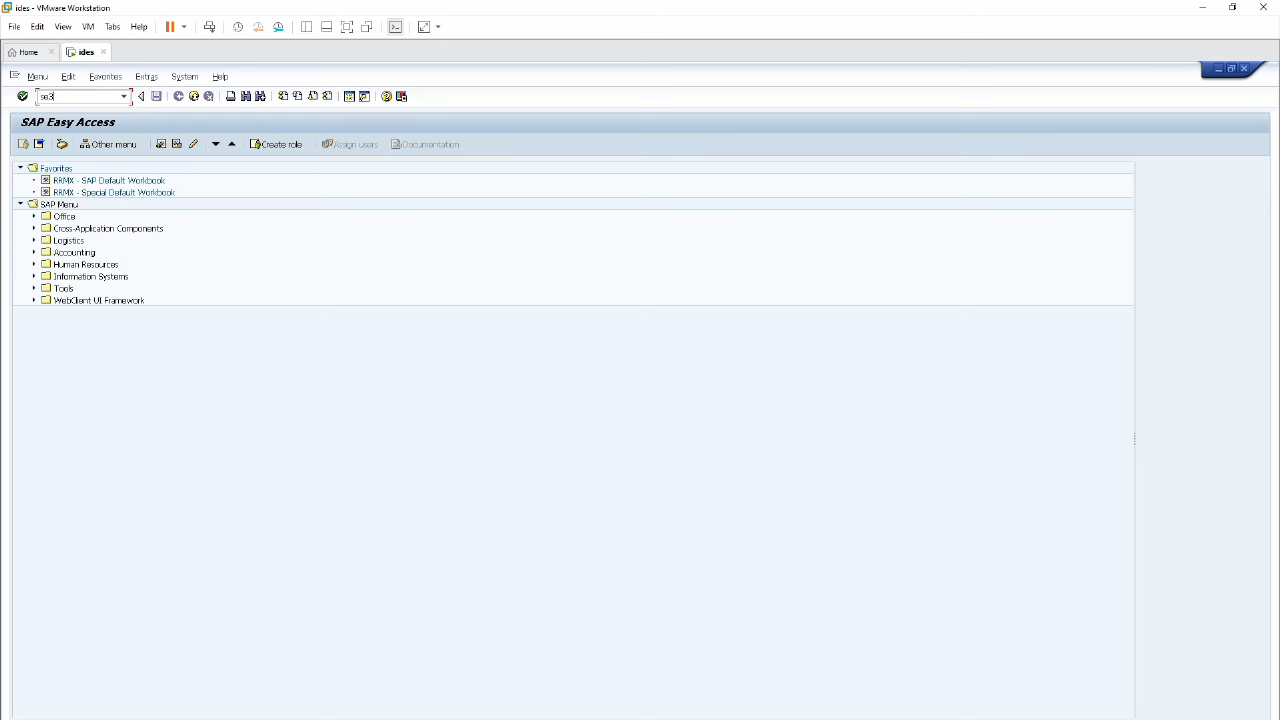 ides - VMware Workstation
File Edit View VM Tabs Help
Home ides
Menu Edit Favorites Extras System Help
se3
SAP Easy Access
Other menu Create role Assign users Documentation
Favorites
RRMX - SAP Default Workbook
RRMX - Special Default Workbook
SAP Menu
Office
Cross-Application Components
Logistics
Accounting
Human Resources
Information Systems
Tools
WebClient UI Framework